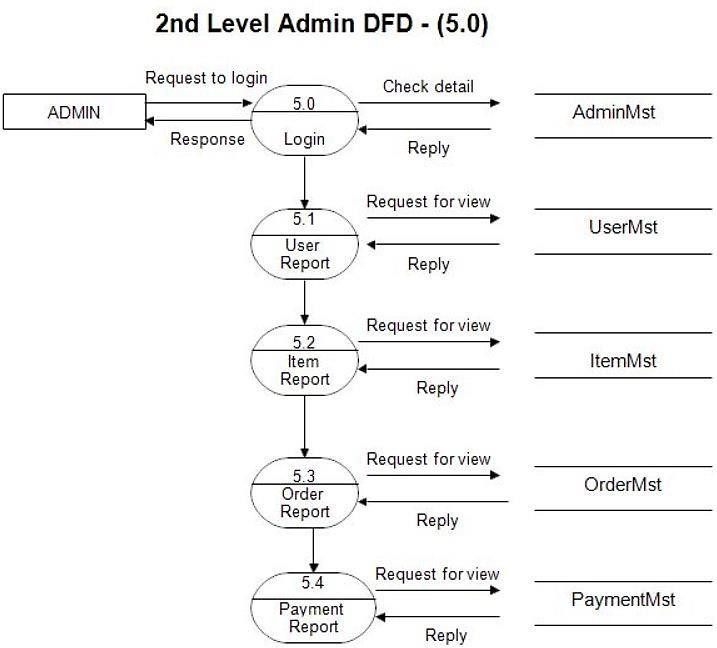 2nd Level Admin DFD - (5.0)
Request to login
ADMIN
Response
5.0
Login
Check detail
Reply
AdminMst
5.1
User
Report
Request for view
Reply
UserMst
5.2
Item
Report
Request for view
Reply
ItemMst
5.3
Order
Report
Request for view
Reply
OrderMst
5.4
Payment
Report
Request for view
Reply
PaymentMst